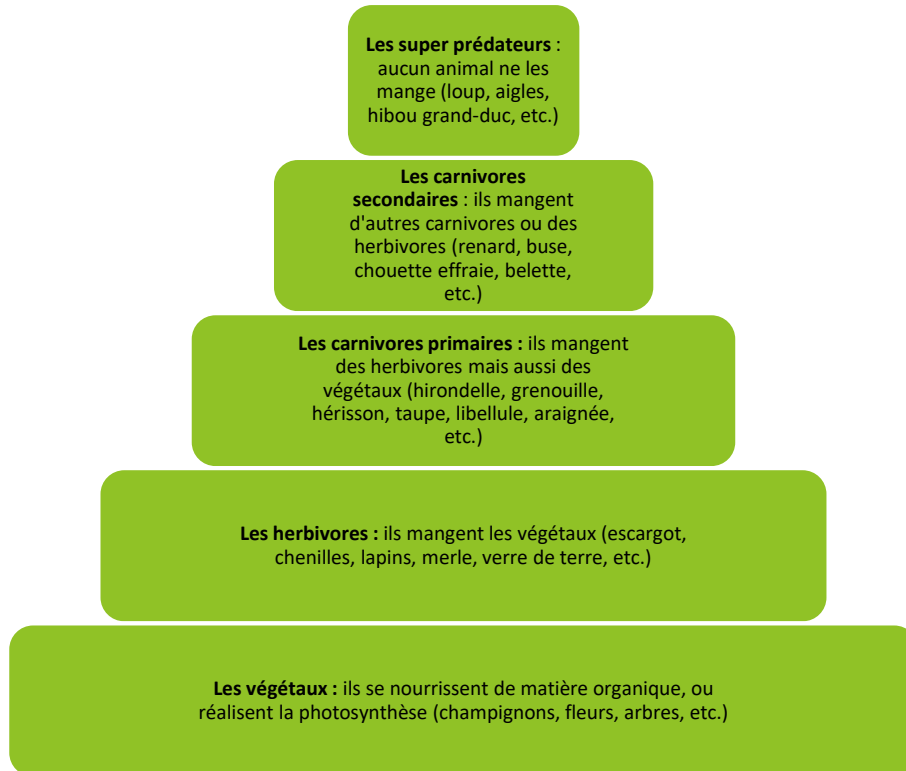 Les super prédateurs :
aucun animal ne les
mange (loup, aigles,
hibou grand-duc, etc.)
Les carnivores
secondaires : ils mangent
d'autres carnivores ou des
herbivores (renard, buse,
chouette effraie, belette,
etc.)
Les carnivores primaires : ils mangent
des herbivores mais aussi des
végétaux (hirondelle, grenouille,
hérisson, taupe, libellule, araignée,
etc.)
Les herbivores : ils mangent les végétaux (escargot,
chenilles, lapins, merle, verre de terre, etc.)
Les végétaux : ils se nourrissent de matière organique, ou
réalisent la photosynthèse (champignons, fleurs, arbres, etc.)